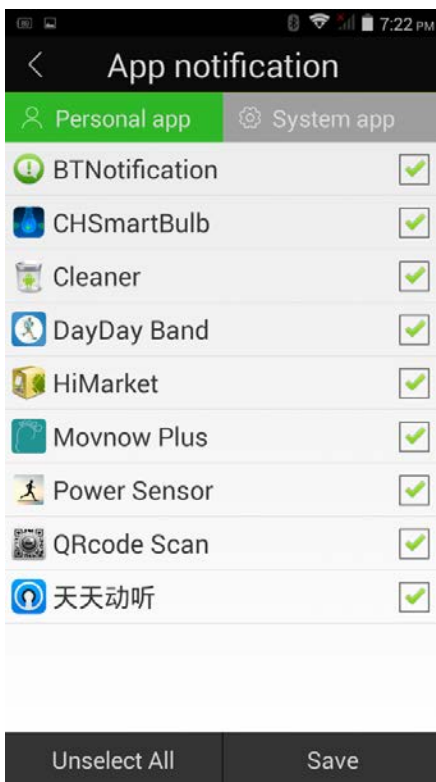 7:22 PM
App notification
Personal app
System app
BTNotification
CHSmartBulb
Cleaner
DayDay Band
HiMarket
Movnow Plus
Power Sensor
QRcode Scan
天天动听
Unselect All
Save